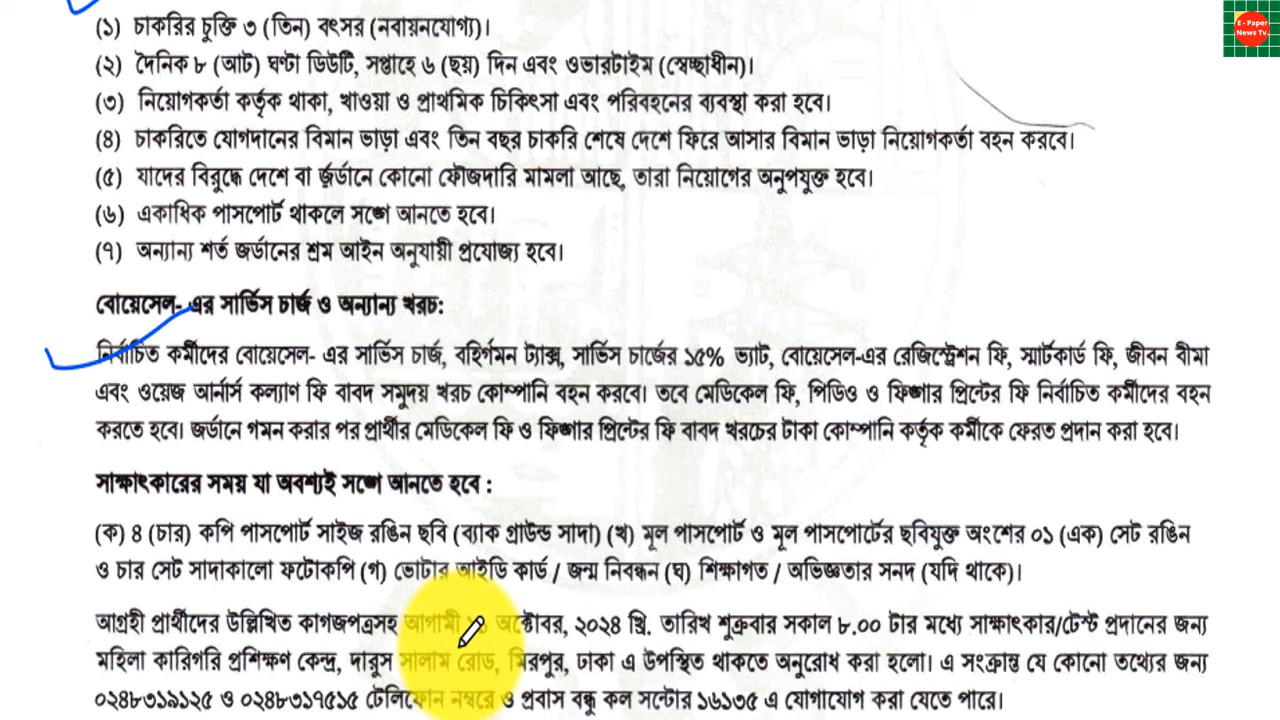 E - Paper
News Tv.
(১) চাকরির চুক্তি ৩ (তিন) বৎসর (নবায়নযোগ্য)।
(২) দৈনিক ৮ (আট) ঘণ্টা ডিউটি, সপ্তাহে ৬ (ছয়) দিন এবং ওভারটাইম (স্বেচ্ছাধীন)।
(৩) নিয়োগকর্তা কর্তৃক থাকা, খাওয়া ও প্রাথমিক চিকিৎসা এবং পরিবহনের ব্যবস্থা করা হবে।
(৪) চাকরিতে যোগদানের বিমান ভাড়া এবং তিন বছর চাকরি শেষে দেশে ফিরে আসার বিমান ভাড়া নিয়োগকর্তা বহন করবে।
(৫) যাদের বিরুদ্ধে দেশে বা জর্ডানে কোনো ফৌজদারি মামলা আছে, তারা নিয়োগের অনুপযুক্ত হবে।
(৬) একাধিক পাসপোর্ট থাকলে সঙ্গে আনতে হবে।
(৭) অন্যান্য শর্ত জর্ডানের শ্রম আইন অনুযায়ী প্রযোজ্য হবে।
বোয়েসেল- এর সার্ভিস চার্জ ও অন্যান্য খরচ:
নির্বাচিত কর্মীদের বোয়েসেল- এর সার্ভিস চার্জ, বহির্গমন ট্যাক্স, সার্ভিস চার্জের ১৫% ভ্যাট, বোয়েসেল-এর রেজিস্ট্রেশন ফি, স্মার্টকার্ড ফি, জীবন বীমা
এবং ওয়েজ আর্নার্স কল্যাণ ফি বাবদ সমুদয় খরচ কোম্পানি বহন করবে। তবে মেডিকেল ফি, পিডিও ও ফিঙ্গার প্রিন্টের ফি নির্বাচিত কর্মীদের বহন
করতে হবে। জর্ডানে গমন করার পর প্রার্থীর মেডিকেল ফি ও ফিঙ্গার প্রিন্টের ফি বাবদ খরচের টাকা কোম্পানি কর্তৃক কর্মীকে ফেরত প্রদান করা হবে।
সাক্ষাৎকারের সময় যা অবশ্যই সঙ্গে আনতে হবে :
(ক) ৪ (চার) কপি পাসপোর্ট সাইজ রঙিন ছবি (ব্যাক গ্রাউন্ড সাদা) (খ) মূল পাসপোর্ট ও মূল পাসপোর্টের ছবিযুক্ত অংশের ০১ (এক) সেট রঙিন
ও চার সেট সাদাকালো ফটোকপি (গ) ভোটার আইডি কার্ড / জন্ম নিবন্ধন (ঘ) শিক্ষাগত / অভিজ্ঞতার সনদ (যদি থাকে)।
আগ্রহী প্রার্থীদের উল্লিখিত কাগজপত্রসহ আগামী অক্টোবর, ২০২৪ খ্রি. তারিখ শুক্রবার সকাল ৮.০০ টার মধ্যে সাক্ষাৎকার/টেস্ট প্রদানের জন্য
মহিলা কারিগরি প্রশিক্ষণ কেন্দ্র, দারুস সালাম রোড, মিরপুর, ঢাকা এ উপস্থিত থাকতে অনুরোধ করা হলো। এ সংক্রান্ত যে কোনো তথ্যের জন্য
০২৪৮৩১৯১২৫ ও ০২৪৮৩১৭৫১৫ টেলিফোন নম্বরে ও প্রবাস বন্ধু কল সন্টোর ১৬১৩৫ এ যোগাযোগ করা যেতে পারে।